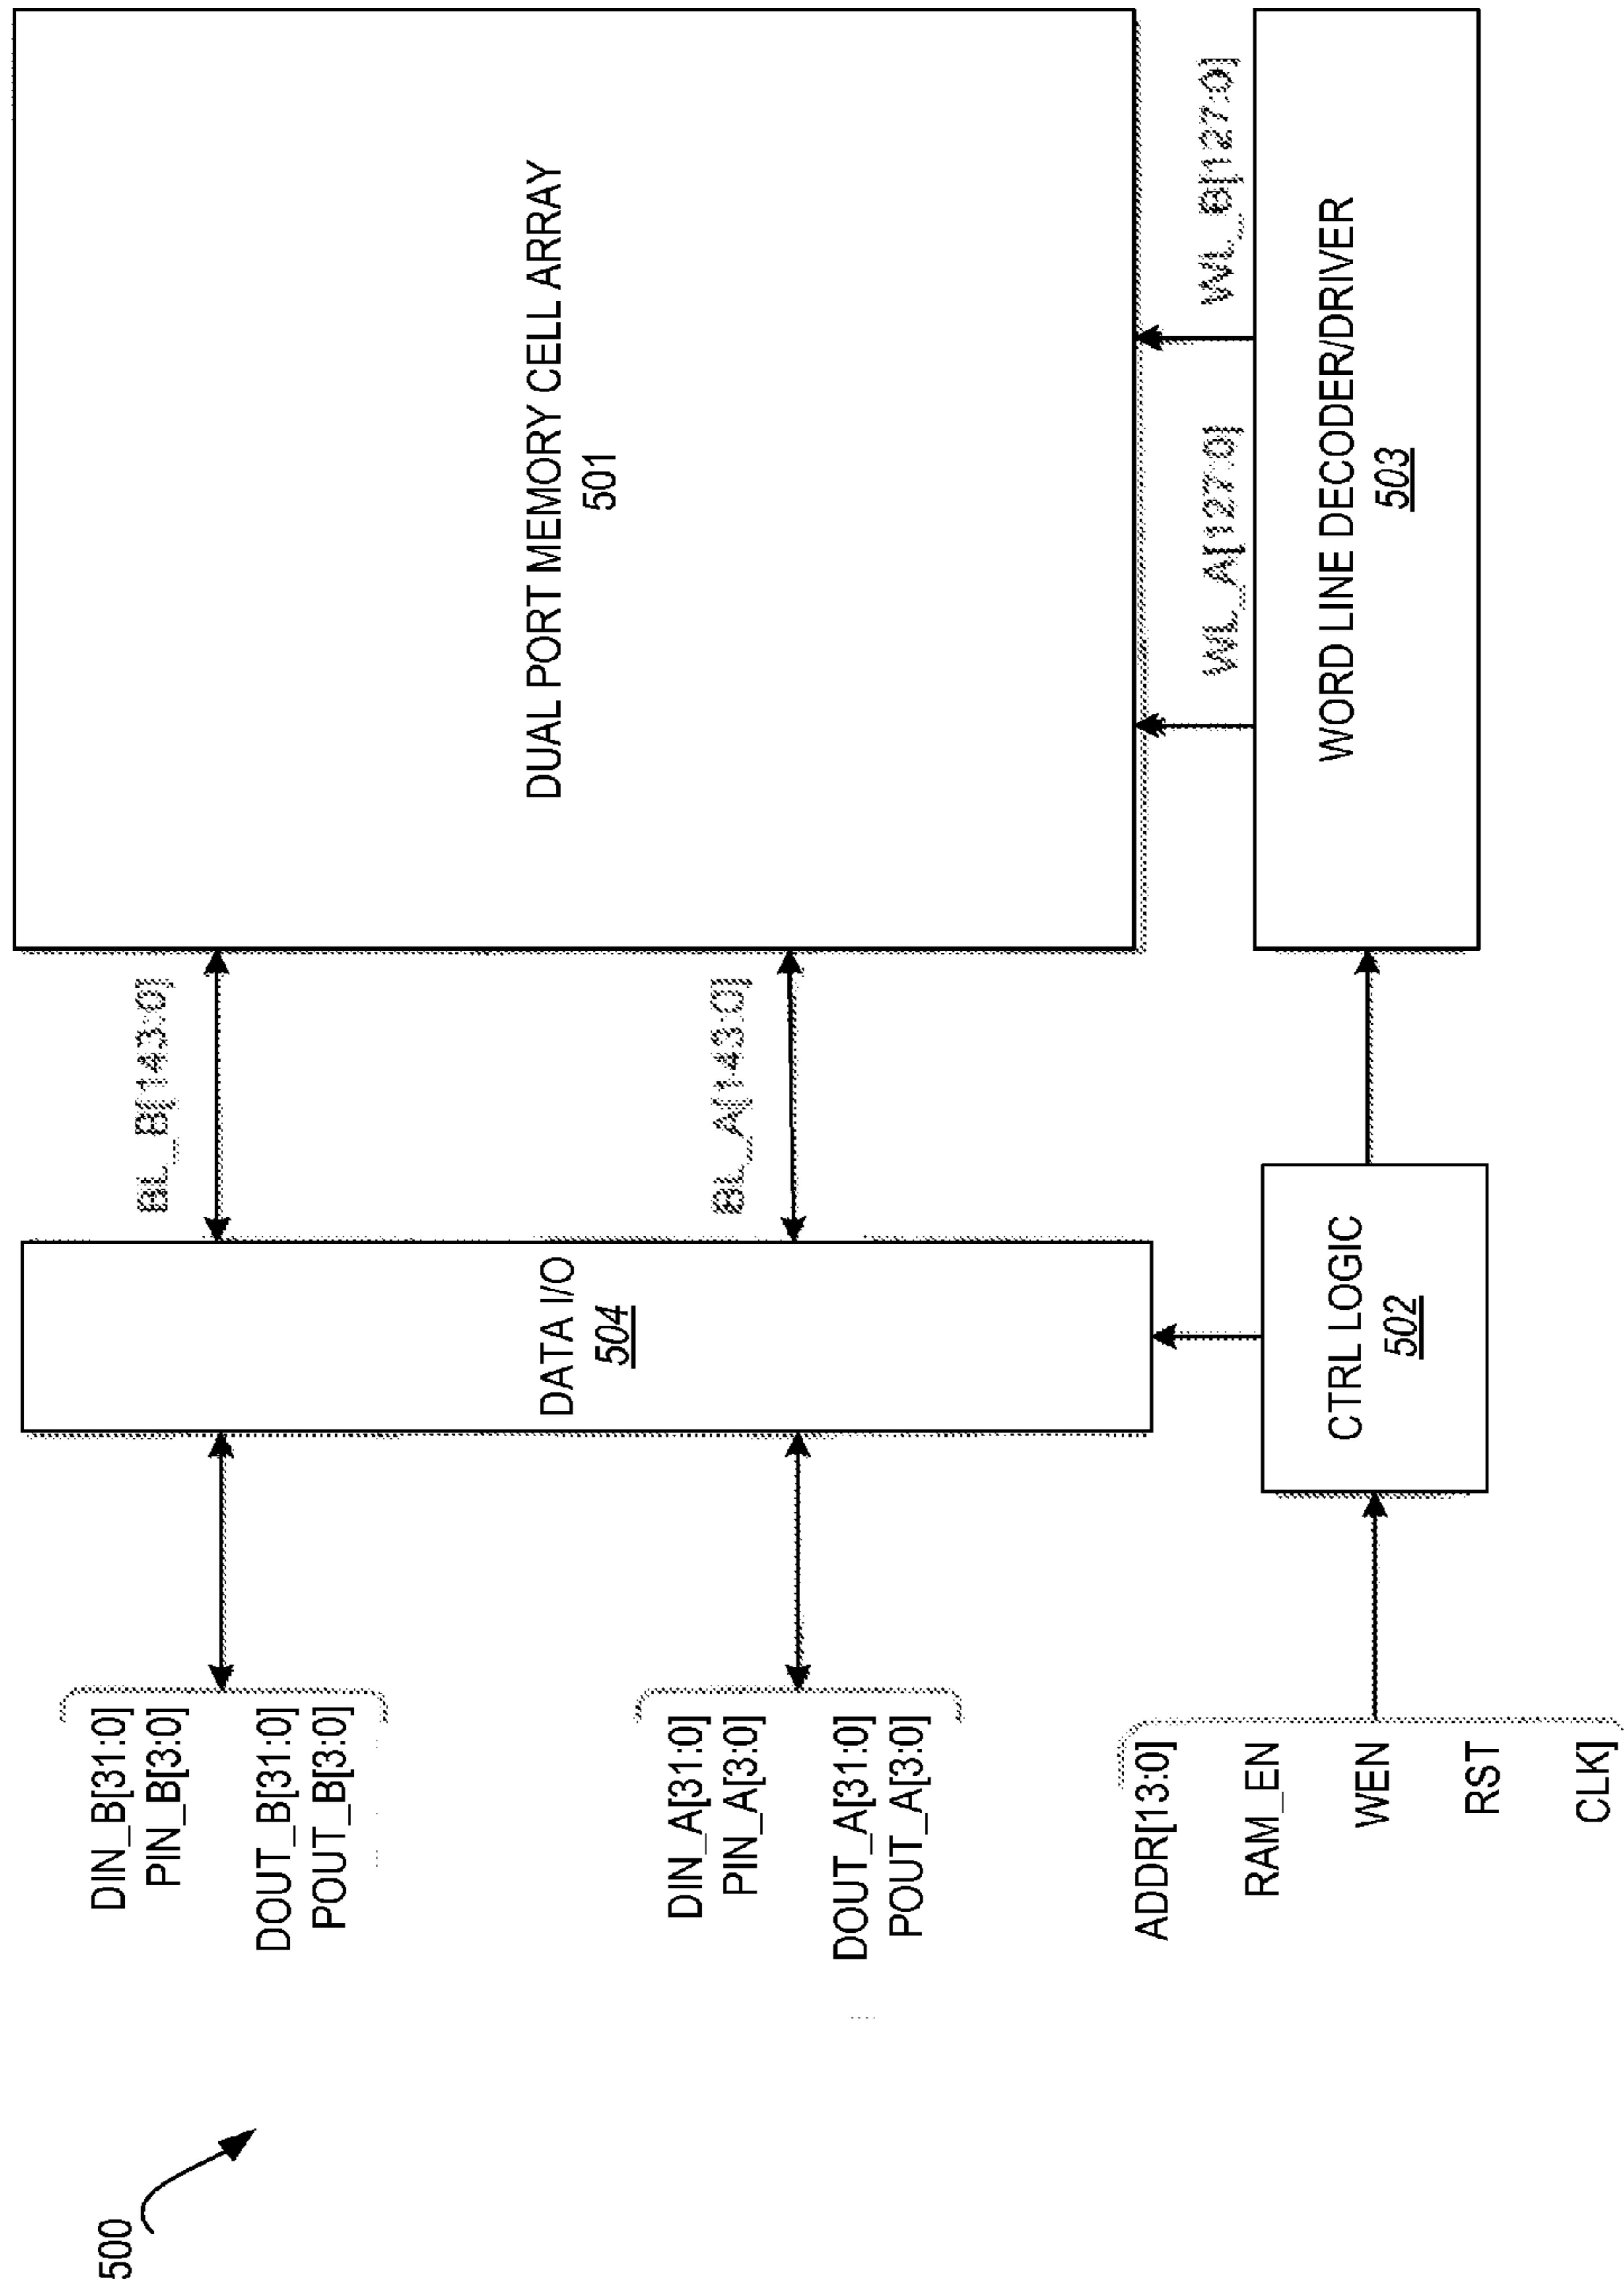 500
DIN_B[31:0]
PIN_B[3:0]
DOUT_B[31:0]
POUT_B[3:0]
DIN_A[31:0]
PIN_A[3:0]
DOUT_A[31:0]
POUT_A[3:0]
ADDR[13:0]
RAM_EN
WEN
RST
CLK]
DATA I/O
504
CTRL LOGIC
502
BL_B[143:0]
BL_A[143:0]
DUAL PORT MEMORY CELL ARRAY
501
WL_A[127:0]
WL_B[127:0]
WORD LINE DECODER/DRIVER
503